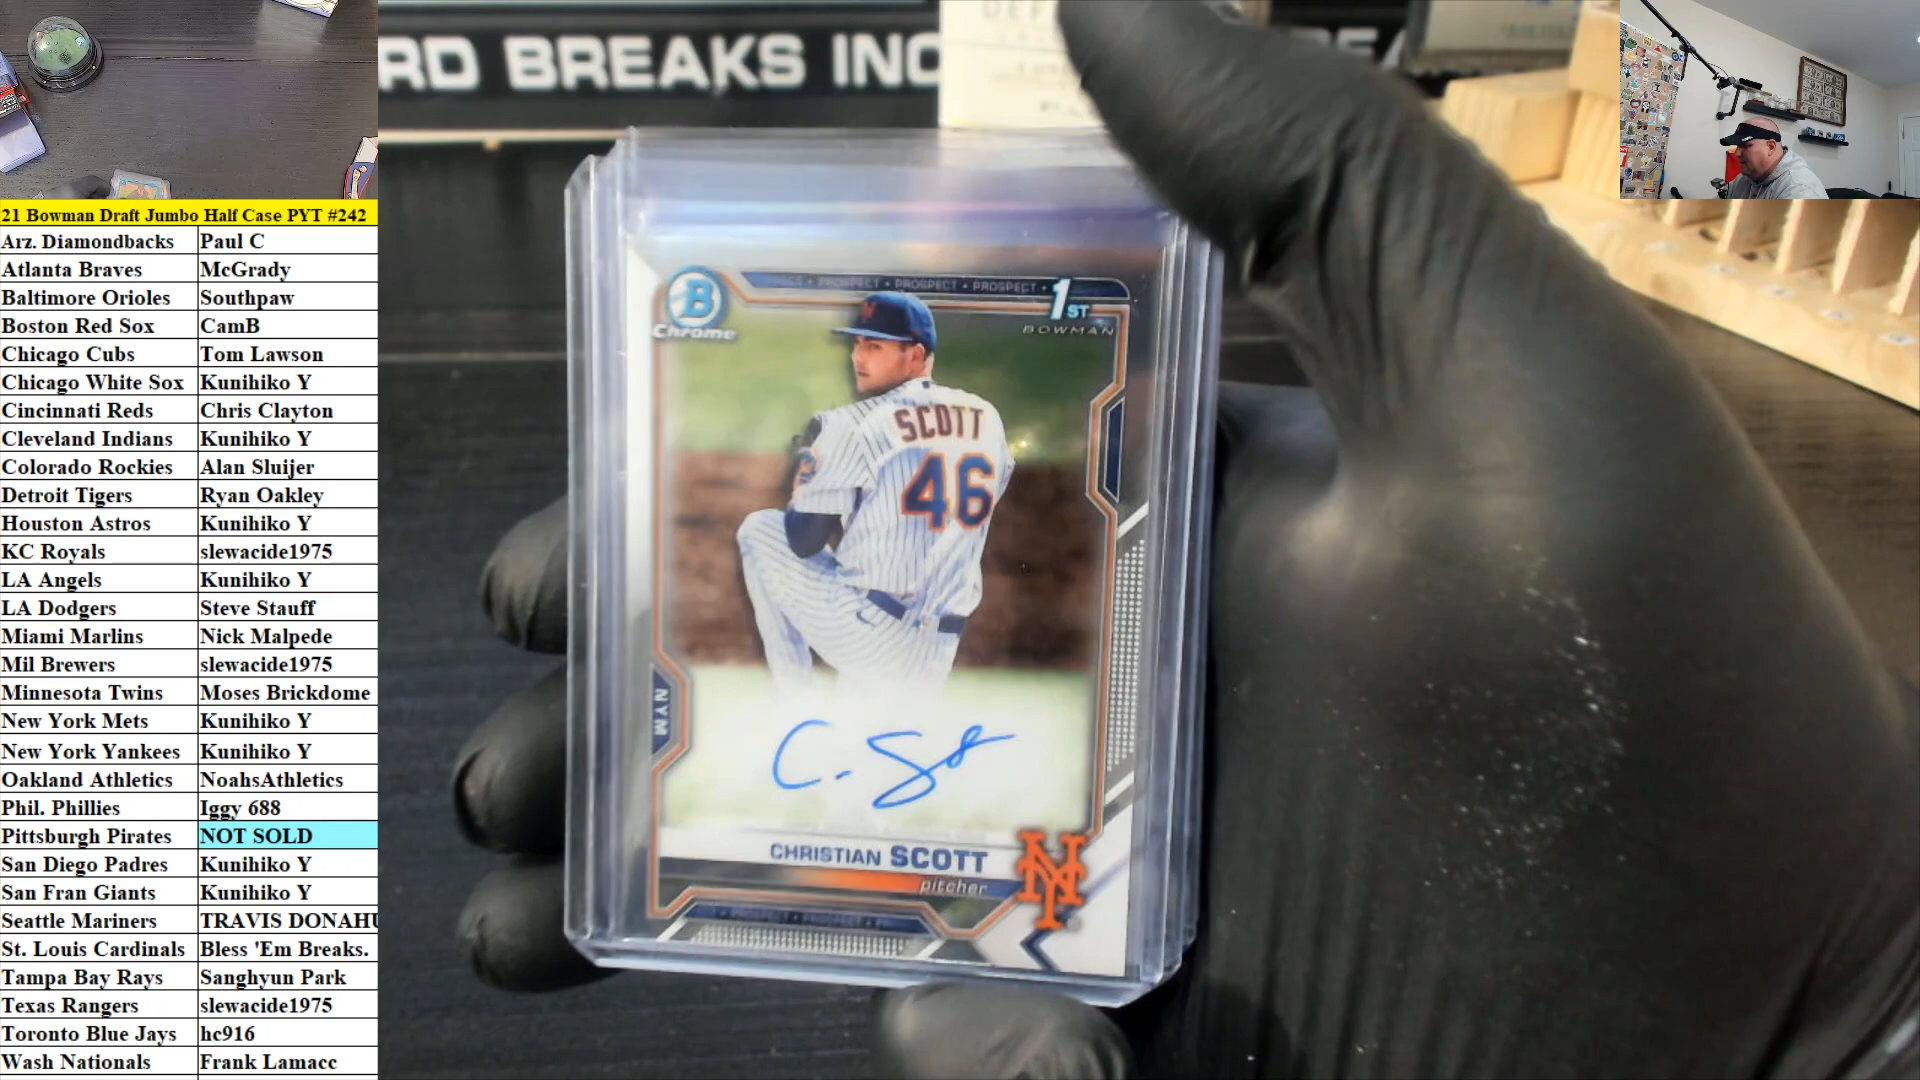 RD BREAKS INC
21 Bowman Draft Jumbo Half Case PYT #242
Arz. Diamondbacks Paul C
Atlanta Braves McGrady
Baltimore Orioles Southpaw
Boston Red Sox CamB
Chicago Cubs Tom Lawson
Chicago White Sox Kunihiko Y
Cincinnati Reds Chris Clayton
Cleveland Indians Kunihiko Y
Colorado Rockies Alan Sluijer
Detroit Tigers Ryan Oakley
Houston Astros Kunihiko Y
KC Royals slewacide1975
LA Angels Kunihiko Y
LA Dodgers Steve Stauff
Miami Marlins Nick Malpede
Mil Brewers slewacide1975
Minnesota Twins Moses Brickdome
New York Mets Kunihiko Y
New York Yankees Kunihiko Y
Oakland Athletics NoahsAthletics
Phil. Phillies Iggy 688
Pittsburgh Pirates NOT SOLD
San Diego Padres Kunihiko Y
San Fran Giants Kunihiko Y
Seattle Mariners TRAVIS DONAHU
St. Louis Cardinals Bless 'Em Breaks.
Tampa Bay Rays Sanghyun Park
Texas Rangers slewacide1975
Toronto Blue Jays hc916
Wash Nationals Frank Lamacc
B
Chrome
PROSPECT • PROSPECT • PROSPECT •
1ST
BOWMAN
SCOTT
46
NYM
C. Scott
CHRISTIAN SCOTT
pitcher
NY
PROSPECT • PROSPECT